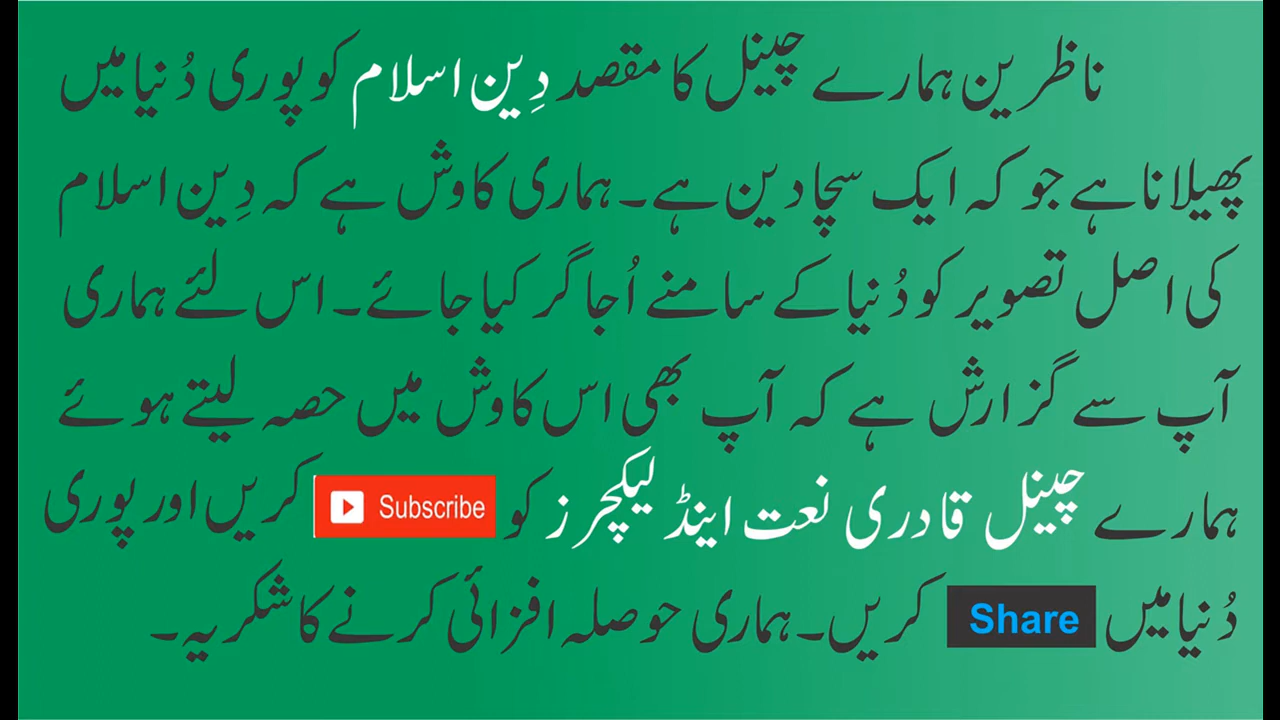 ناظرین ہمارے چینل کا مقصد دِین اسلام کو پوری دُنیا میں
پھیلانا ہے جو کہ ایک سچا دین ہے۔ ہماری کاوش ہے کہ دِین اسلام
کی اصل تصویر کو دُنیا کے سامنے اُجاگر کیا جائے۔ اس لئے ہماری
آپ سے گزارش ہے کہ آپ بھی اس کاوش میں حصہ لیتے ہوئے
ہمارے چینل قادری نعت اینڈ لیکچرز کو Subscribe کریں اور پوری
دُنیا میں Share کریں۔ ہماری حوصلہ افزائی کرنے کا شکریہ۔